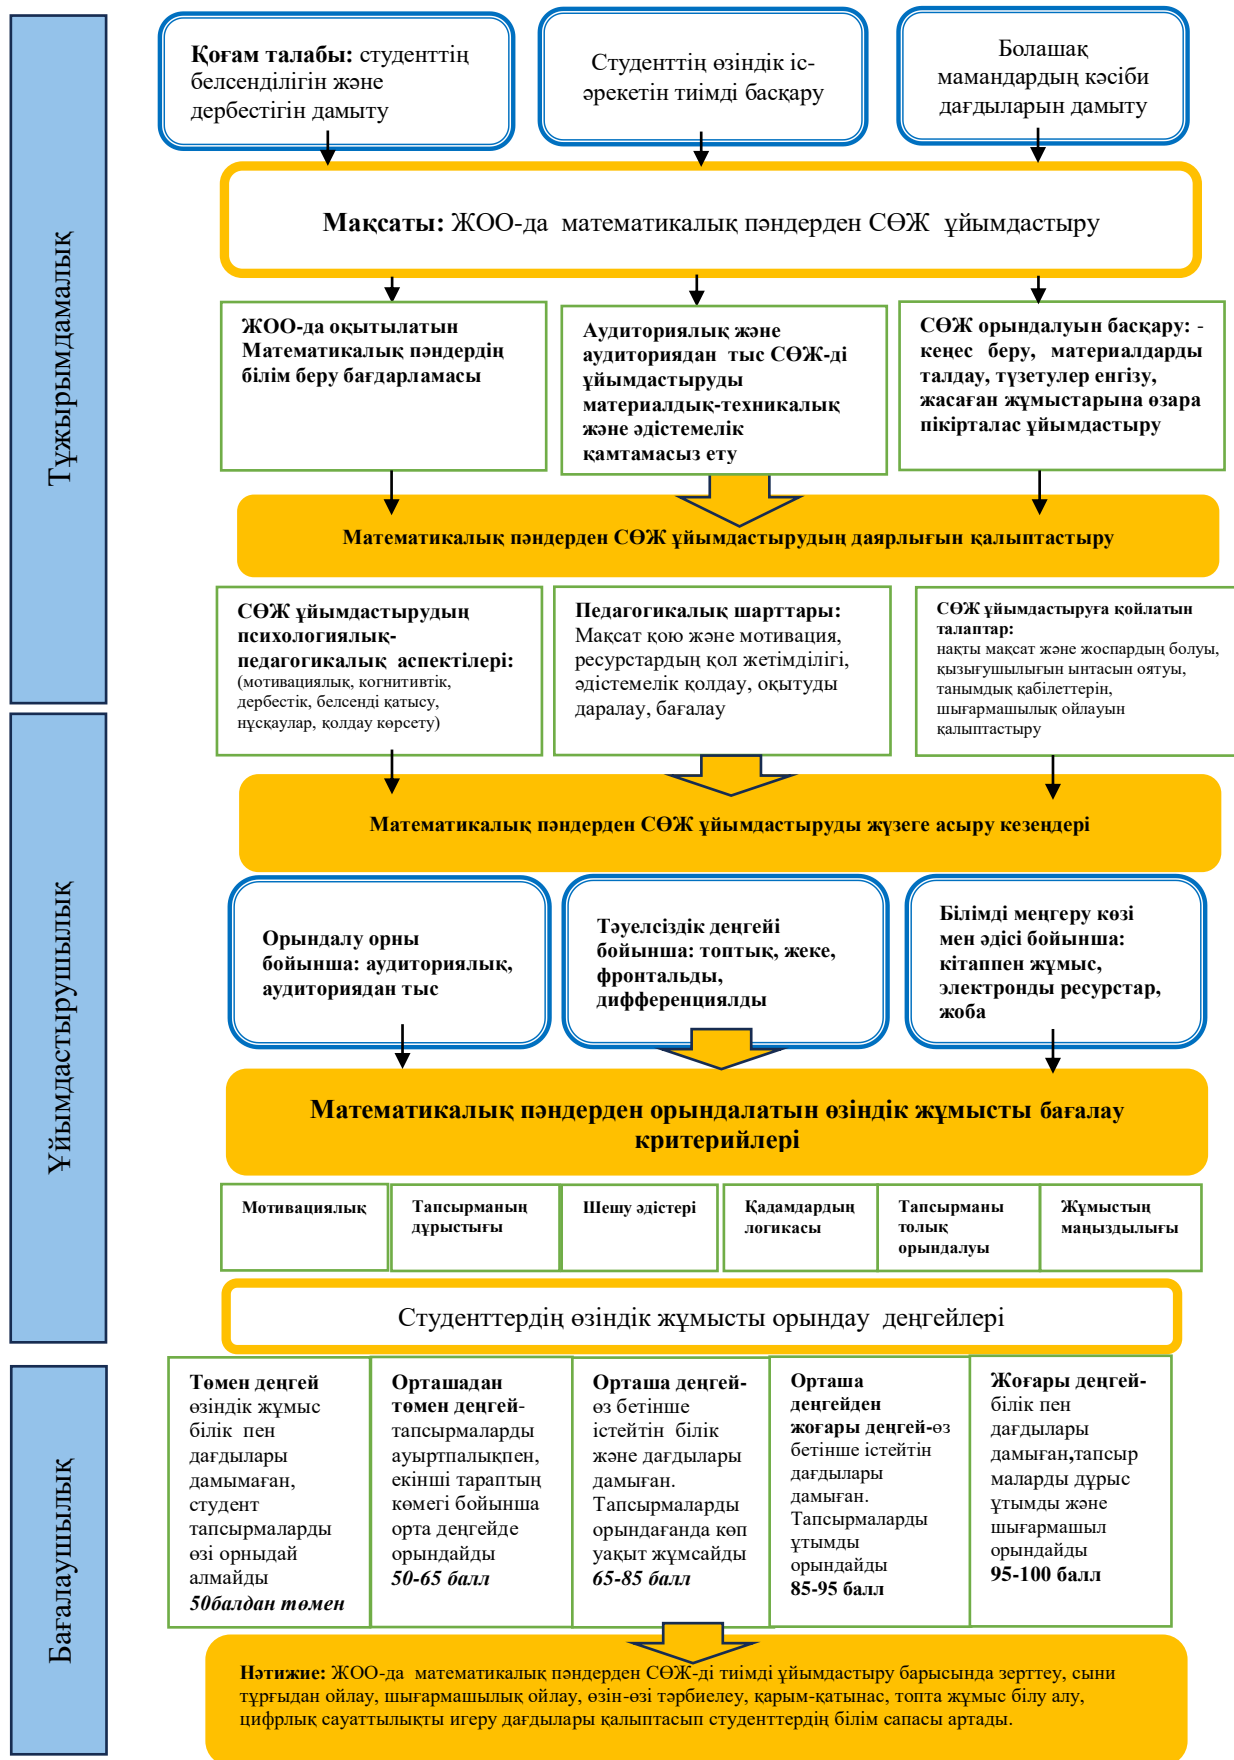 Тұжырымдамалық
Қоғам талабы: студенттің
белсенділігін және
дербестігін дамыту
Студенттің өзіндік іс-
әрекетін тиімді басқару
Болашақ
мамандардың кәсіби
дағдыларын дамыту
Мақсаты: ЖОО-да математикалық пәндерден СӨЖ ұйымдастыру
ЖОО-да оқытылатын
Математикалық пәндердің
білім беру бағдарламасы
Аудиториялық және
аудиториядан тыс СӨЖ-ді
ұйымдастыруды
материалдық-техникалық
және әдістемелік
қамтамасыз ету
СӨЖ орындалуын басқару: -
кеңес беру, материалдарды
талдау, түзетулер енгізу,
жасаған жұмыстарына өзара
пікірталас ұйымдастыру
Математикалық пәндерден СӨЖ ұйымдастырудың даярлығын қалыптастыру
СӨЖ ұйымдастырудың
психологиялық-
педагогикалық аспектілері:
(мотивациялық, когнитивтік,
дербестік, белсенді қатысу,
нұсқаулар, қолдау көрсету)
Педагогикалық шарттары:
Мақсат қою және мотивация,
ресурстардың қол жетімділігі,
әдістемелік қолдау, оқытуды
даралау, бағалау
СӨЖ ұйымдастыруға қойлатын
талаптар:
нақты мақсат және жоспардың болуы,
қызығушылығын ынтасын оятуы,
танымдық қабілеттерін,
шығармашылық ойлауын
қалыптастыру
Ұйымдастырушылық
Математикалық пәндерден СӨЖ ұйымдастыруды жүзеге асыру кезеңдері
Орындалу орны
бойынша: аудиториялық,
аудиториядан тыс
Тәуелсіздік деңгейі
бойынша: топтық, жеке,
фронтальды,
дифференциялды
Білімді меңгеру көзі
мен әдісі бойынша:
кітаппен жұмыс,
электронды ресурстар,
жоба
Математикалық пәндерден орындалатын өзіндік жұмысты бағалау
критерийлері
Мотивациялық
Тапсырманың
дұрыстығы
Шешу әдістері
Қадамдардың
логикасы
Тапсырманы
толық
орындалуы
Жұмыстың
маңыздылығы
Студенттердің өзіндік жұмысты орындау деңгейлері
Бағалаушылық
Төмен деңгей
өзіндік жұмыс
білік пен
дағдылары
дамымаған,
студент
тапсырмаларды
өзі орныдай
алмайды
50балдан төмен
Орташадан
төмен деңгей-
тапсырмаларды
ауыртпалықпен,
екінші тараптың
көмегі бойынша
орта деңгейде
орындайды
50-65 балл
Орташа деңгей-
өз бетінше
істейтін білік
және дағдылары
дамыған.
Тапсырмаларды
орындағанда көп
уақыт жұмсайды
65-85 балл
Орташа
деңгейден
жоғары деңгей-өз
бетінше істейтін
дағдылары
дамыған.
Тапсырмаларды
ұтымды
орындайды
85-95 балл
Жоғары деңгей-
білік пен
дағдылары
дамыған,тапсыр
маларды дұрыс
ұтымды және
шығармашыл
орындайды
95-100 балл
Нәтижие: ЖОО-да математикалық пәндерден СӨЖ-ді тиімді ұйымдастыру барысында зерттеу, сыни
тұрғыдан ойлау, шығармашылық ойлау, өзін-өзі тәрбиелеу, қарым-қатынас, топта жұмыс білу алу,
цифрлық сауаттылықты игеру дағдылары қалыптасып студенттердің білім сапасы артады.